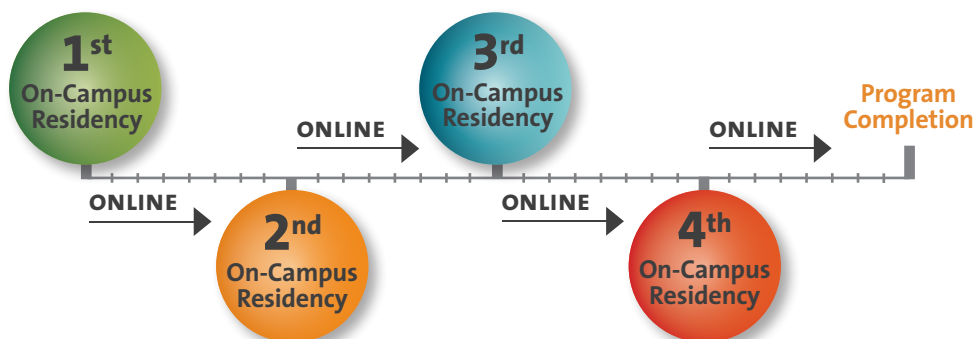 1st
On-Campus
Residency
ONLINE
2nd
On-Campus
Residency
ONLINE
3rd
On-Campus
Residency
ONLINE
4th
On-Campus
Residency
ONLINE
Program
Completion